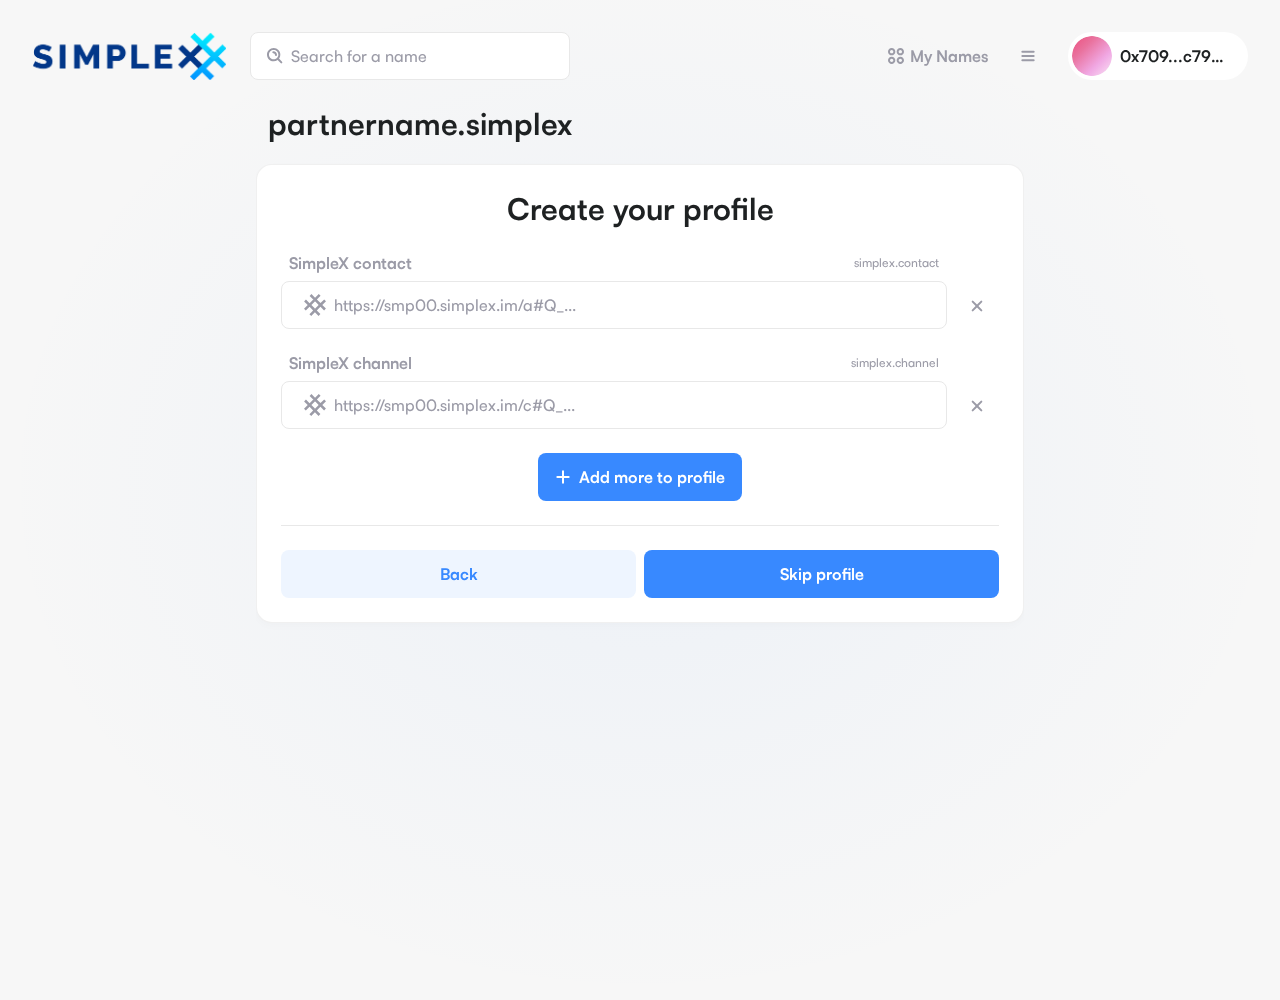 SIMPLEX
Search for a name
My Names
0x709...c79...
partnername.simplex
Create your profile
SimpleX contact
simplex.contact
https://smp00.simplex.im/a#Q_...
SimpleX channel
simplex.channel
https://smp00.simplex.im/c#Q_...
Add more to profile
Back
Skip profile